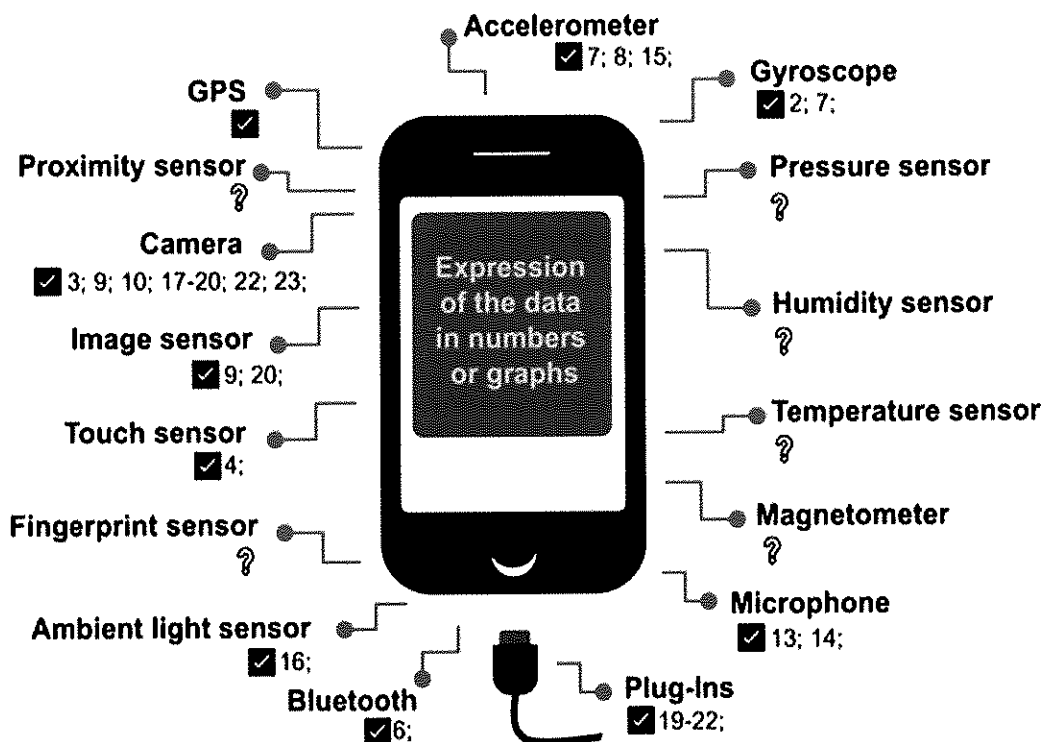 Accelerometer
✓ 7; 8; 15;
Gyroscope
✓ 2; 7;
GPS
✓
Proximity sensor
?
Pressure sensor
?
Camera
✓ 3; 9; 10; 17-20; 22; 23;
Expression
of the data
in numbers
or graphs
Humidity sensor
?
Image sensor
✓ 9; 20;
Touch sensor
✓ 4;
Temperature sensor
?
Fingerprint sensor
?
Magnetometer
?
Microphone
✓ 13; 14;
Ambient light sensor
✓ 16;
Bluetooth
✓ 6;
Plug-Ins
✓ 19-22;